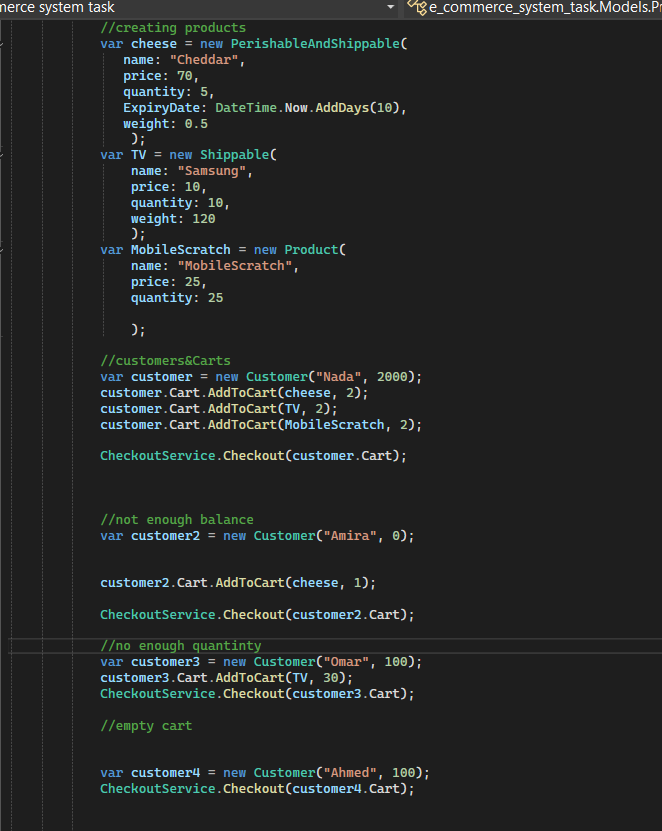 merce system task
e_commerce_system_task.Models.Pr
//creating products
var cheese = new PerishableAndShippable(
name: "Cheddar",
price: 70,
quantity: 5,
ExpiryDate: DateTime.Now.AddDays(10),
weight: 0.5
);
var TV = new Shippable(
name: "Samsung",
price: 10,
quantity: 10,
weight: 120
);
var MobileScratch = new Product(
name: "MobileScratch",
price: 25,
quantity: 25
);
//customers&Carts
var customer = new Customer("Nada", 2000);
customer.Cart.AddToCart(cheese, 2);
customer.Cart.AddToCart(TV, 2);
customer.Cart.AddToCart(MobileScratch, 2);
CheckoutService.Checkout(customer.Cart);
//not enough balance
var customer2 = new Customer("Amira", 0);
customer2.Cart.AddToCart(cheese, 1);
CheckoutService.Checkout(customer2.Cart);
//no enough quantinty
var customer3 = new Customer("Omar", 100);
customer3.Cart.AddToCart(TV, 30);
CheckoutService.Checkout(customer3.Cart);
//empty cart
var customer4 = new Customer("Ahmed", 100);
CheckoutService.Checkout(customer4.Cart);